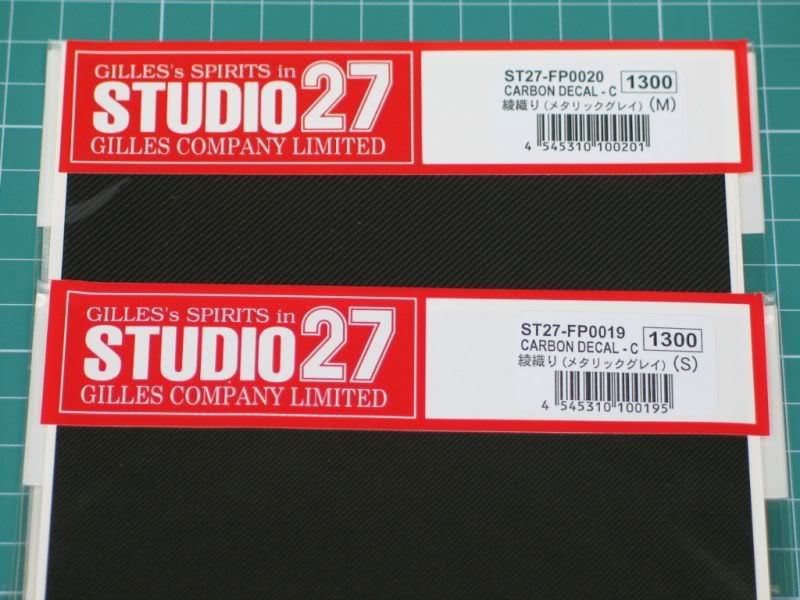 GILLES's SPIRITS in
STUDIO27
GILLES COMPANY LIMITED
ST27-FP0020
CARBON DECAL - C 1300
綾織り(メタリックグレイ)(M)
4 545310 100201
GILLES's SPIRITS in
STUDIO27
GILLES COMPANY LIMITED
ST27-FP0019
CARBON DECAL - C 1300
綾織り(メタリックグレイ)(S)
4 545310 100195